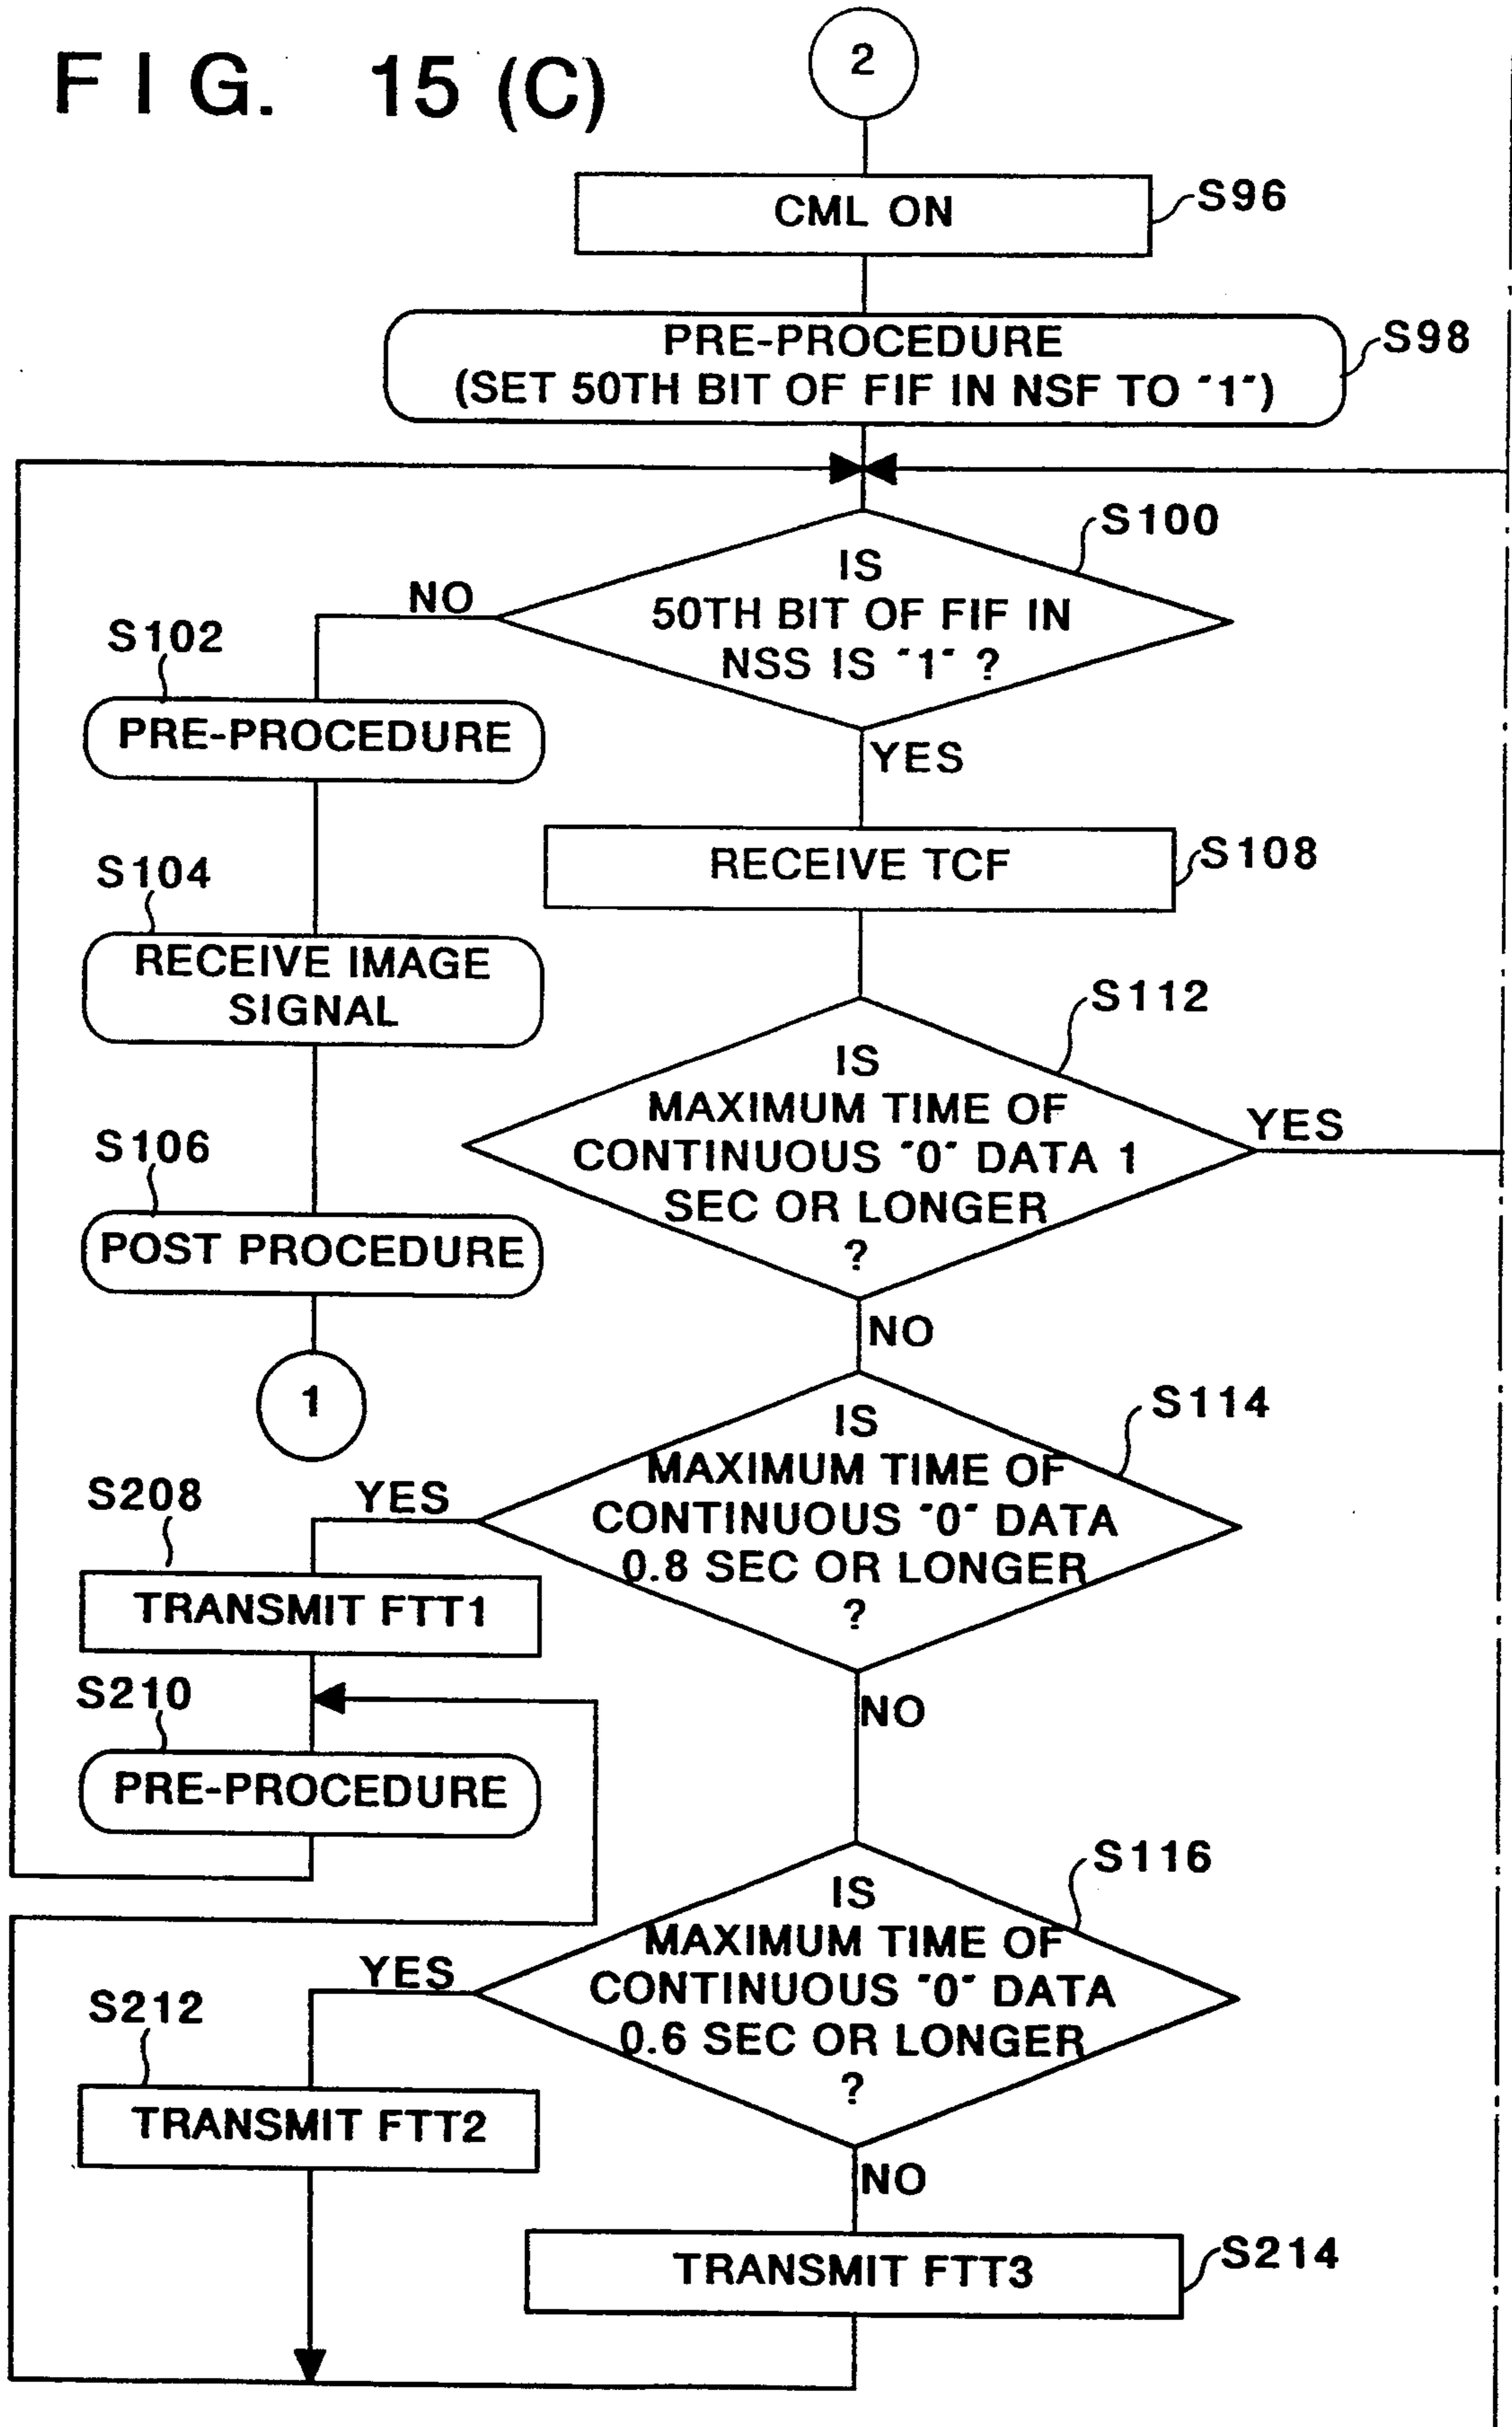 FIG. 15 (C)
2
CML ON
S96
PRE-PROCEDURE
(SET 50TH BIT OF FIF IN NSF TO "1")
S98
S100
IS
50TH BIT OF FIF IN
NSS IS "1" ?
NO
YES
S102
PRE-PROCEDURE
RECEIVE TCF
S108
S104
RECEIVE IMAGE
SIGNAL
S112
IS
MAXIMUM TIME OF
CONTINUOUS "0" DATA 1
SEC OR LONGER
?
YES
NO
S106
POST PROCEDURE
1
S114
IS
MAXIMUM TIME OF
CONTINUOUS "0" DATA
0.8 SEC OR LONGER
?
YES
NO
S208
TRANSMIT FTT1
S210
PRE-PROCEDURE
S116
IS
MAXIMUM TIME OF
CONTINUOUS "0" DATA
0.6 SEC OR LONGER
?
YES
NO
S212
TRANSMIT FTT2
TRANSMIT FTT3
S214